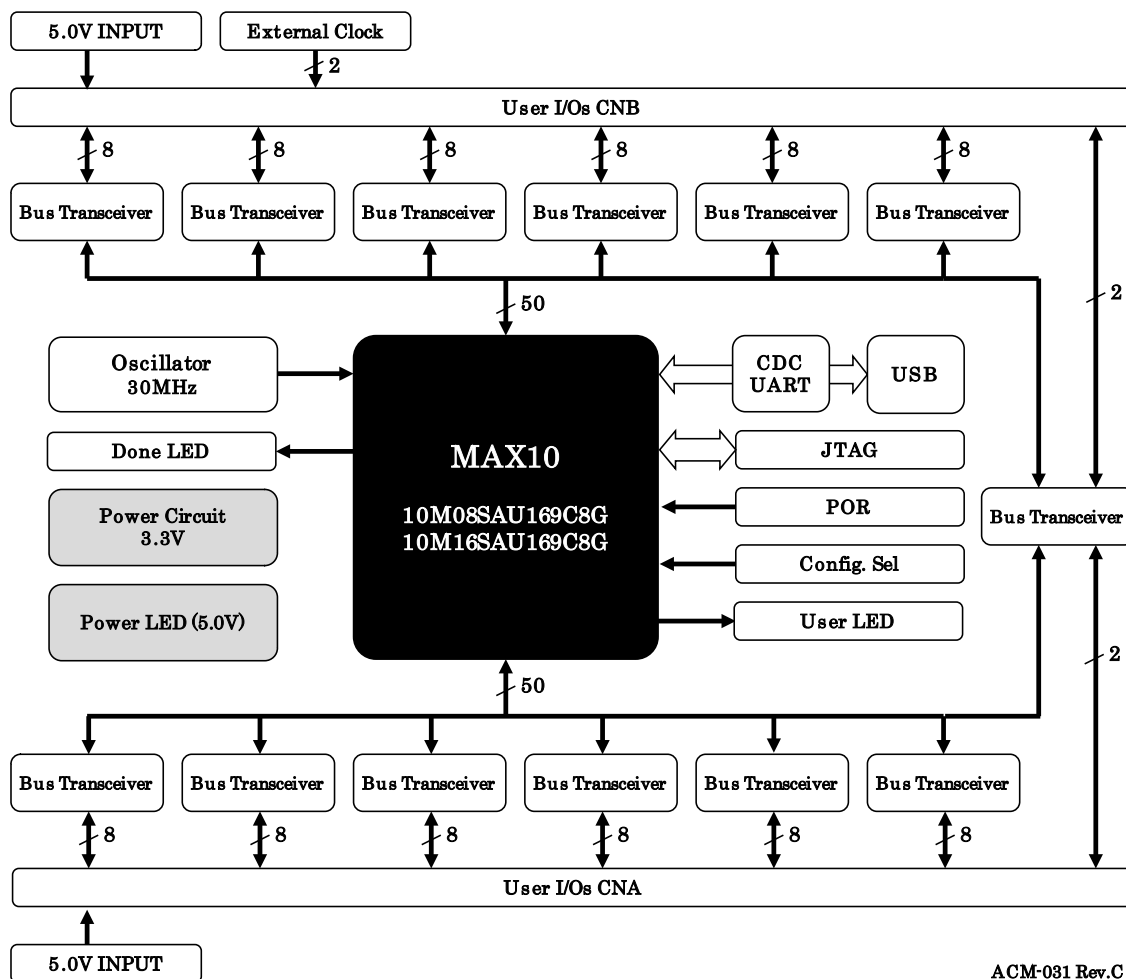 5.0V INPUT
External Clock
2
User I/Os CNB
8
8
8
8
8
8
Bus Transceiver
Bus Transceiver
Bus Transceiver
Bus Transceiver
Bus Transceiver
Bus Transceiver
50
2
Oscillator
30MHz
CDC
UART
USB
Done LED
MAX10
JTAG
Power Circuit
3.3V
10M08SAU169C8G
10M16SAU169C8G
POR
Bus Transceiver
Config. Sel
Power LED (5.0V)
User LED
2
50
Bus Transceiver
Bus Transceiver
Bus Transceiver
Bus Transceiver
Bus Transceiver
Bus Transceiver
8
8
8
8
8
8
User I/Os CNA
5.0V INPUT
ACM-031 Rev.C